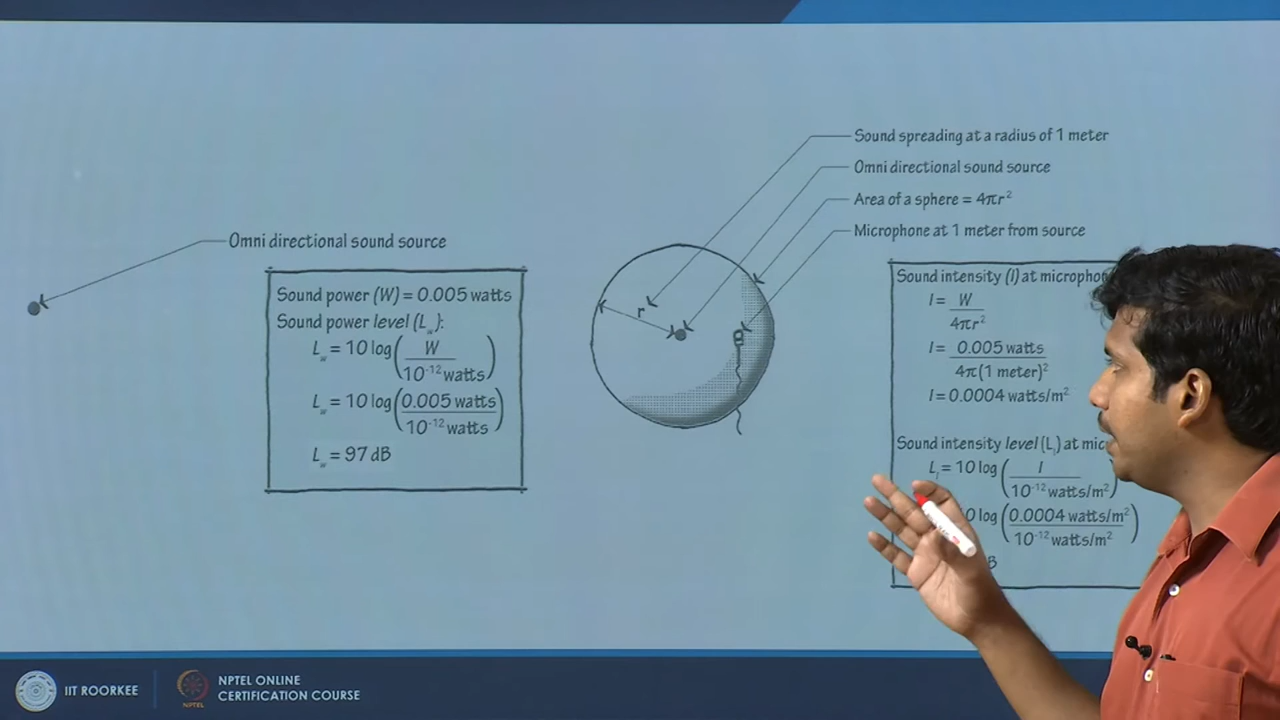 Sound spreading at a radius of 1 meter
Omni directional sound source
Area of a sphere = 4πr²
Microphone at 1 meter from source
Omni directional sound source
Sound power (W) = 0.005 watts
Sound power level (L_w):
L_w = 10 log(W / 10⁻¹² watts)
L_w = 10 log(0.005 watts / 10⁻¹² watts)
L_w = 97 dB
r
Sound intensity (I) at microphon
I = W / 4πr²
I = 0.005 watts / 4π(1 meter)²
I = 0.0004 watts/m²
Sound intensity level (L_I) at mic
L_I = 10 log(I / 10⁻¹² watts/m²)
0 log(0.0004 watts/m² / 10⁻¹² watts/m²)
B
IIT ROORKEE
NPTEL
NPTEL ONLINE
CERTIFICATION COURSE